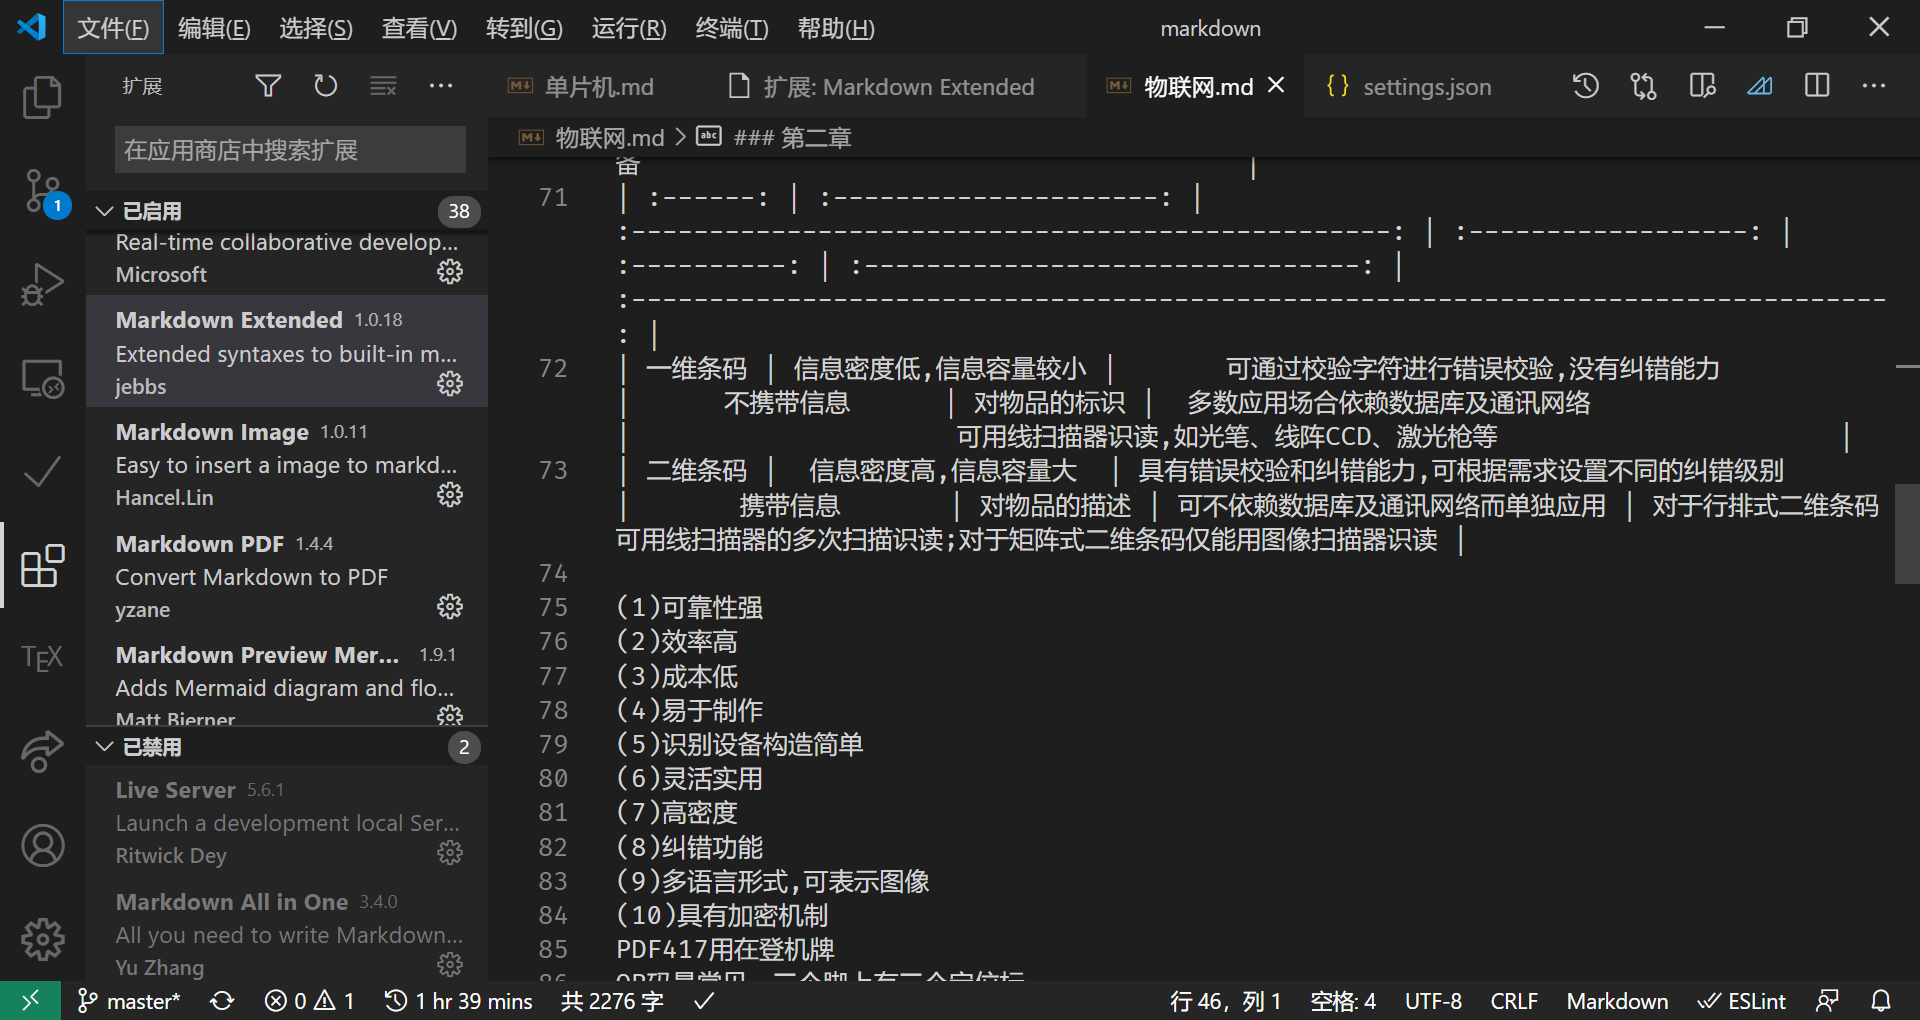 文件(F) 编辑(E) 选择(S) 查看(V) 转到(G) 运行(R) 终端(T) 帮助(H) markdown
扩展
单片机.md 扩展: Markdown Extended 物联网.md settings.json
在应用商店中搜索扩展
物联网.md > ### 第二章
已启用 38
Real-time collaborative develop...
Microsoft
Markdown Extended 1.0.18
Extended syntaxes to built-in m...
jebbs
Markdown Image 1.0.11
Easy to insert a image to markd...
Hancel.Lin
Markdown PDF 1.4.4
Convert Markdown to PDF
yzane
Markdown Preview Mer... 1.9.1
Adds Mermaid diagram and flo...
Matt Bierner
已禁用 2
Live Server 5.6.1
Launch a development local Ser...
Ritwick Dey
Markdown All in One 3.4.0
All you need to write Markdown...
Yu Zhang
1
TEX
备 |
71 | :------: | :---------------------: |
:-------------------------------------------------: | :------------------: |
:----------: | :--------------------------------: |
:---------------------------------------------------------------------------------
: |
72 | 一维条码 | 信息密度低,信息容量较小 | 可通过校验字符进行错误校验,没有纠错能力
| 不携带信息 | 对物品的标识 | 多数应用场合依赖数据库及通讯网络
| 可用线扫描器识读,如光笔、线阵CCD、激光枪等 |
73 | 二维条码 | 信息密度高,信息容量大 | 具有错误校验和纠错能力,可根据需求设置不同的纠错级别
| 携带信息 | 对物品的描述 | 可不依赖数据库及通讯网络而单独应用 | 对于行排式二维条码
可用线扫描器的多次扫描识读;对于矩阵式二维条码仅能用图像扫描器识读 |
74
75 (1)可靠性强
76 (2)效率高
77 (3)成本低
78 (4)易于制作
79 (5)识别设备构造简单
80 (6)灵活实用
81 (7)高密度
82 (8)纠错功能
83 (9)多语言形式,可表示图像
84 (10)具有加密机制
85 PDF417用在登机牌
master* 0 1 1 hr 39 mins 共 2276 字 行 46，列 1 空格: 4 UTF-8 CRLF Markdown ESLint